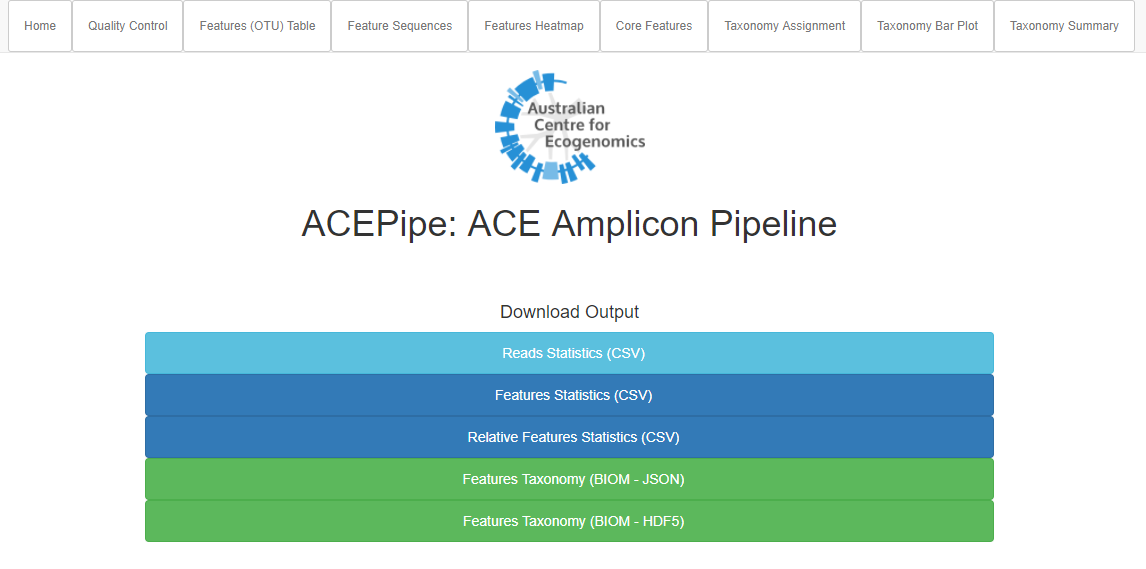 Home
Quality Control
Features (OTU) Table
Feature Sequences
Features Heatmap
Core Features
Taxonomy Assignment
Taxonomy Bar Plot
Taxonomy Summary
Australian
Centre for
Ecogenomics
ACEPipe: ACE Amplicon Pipeline
Download Output
Reads Statistics (CSV)
Features Statistics (CSV)
Relative Features Statistics (CSV)
Features Taxonomy (BIOM - JSON)
Features Taxonomy (BIOM - HDF5)